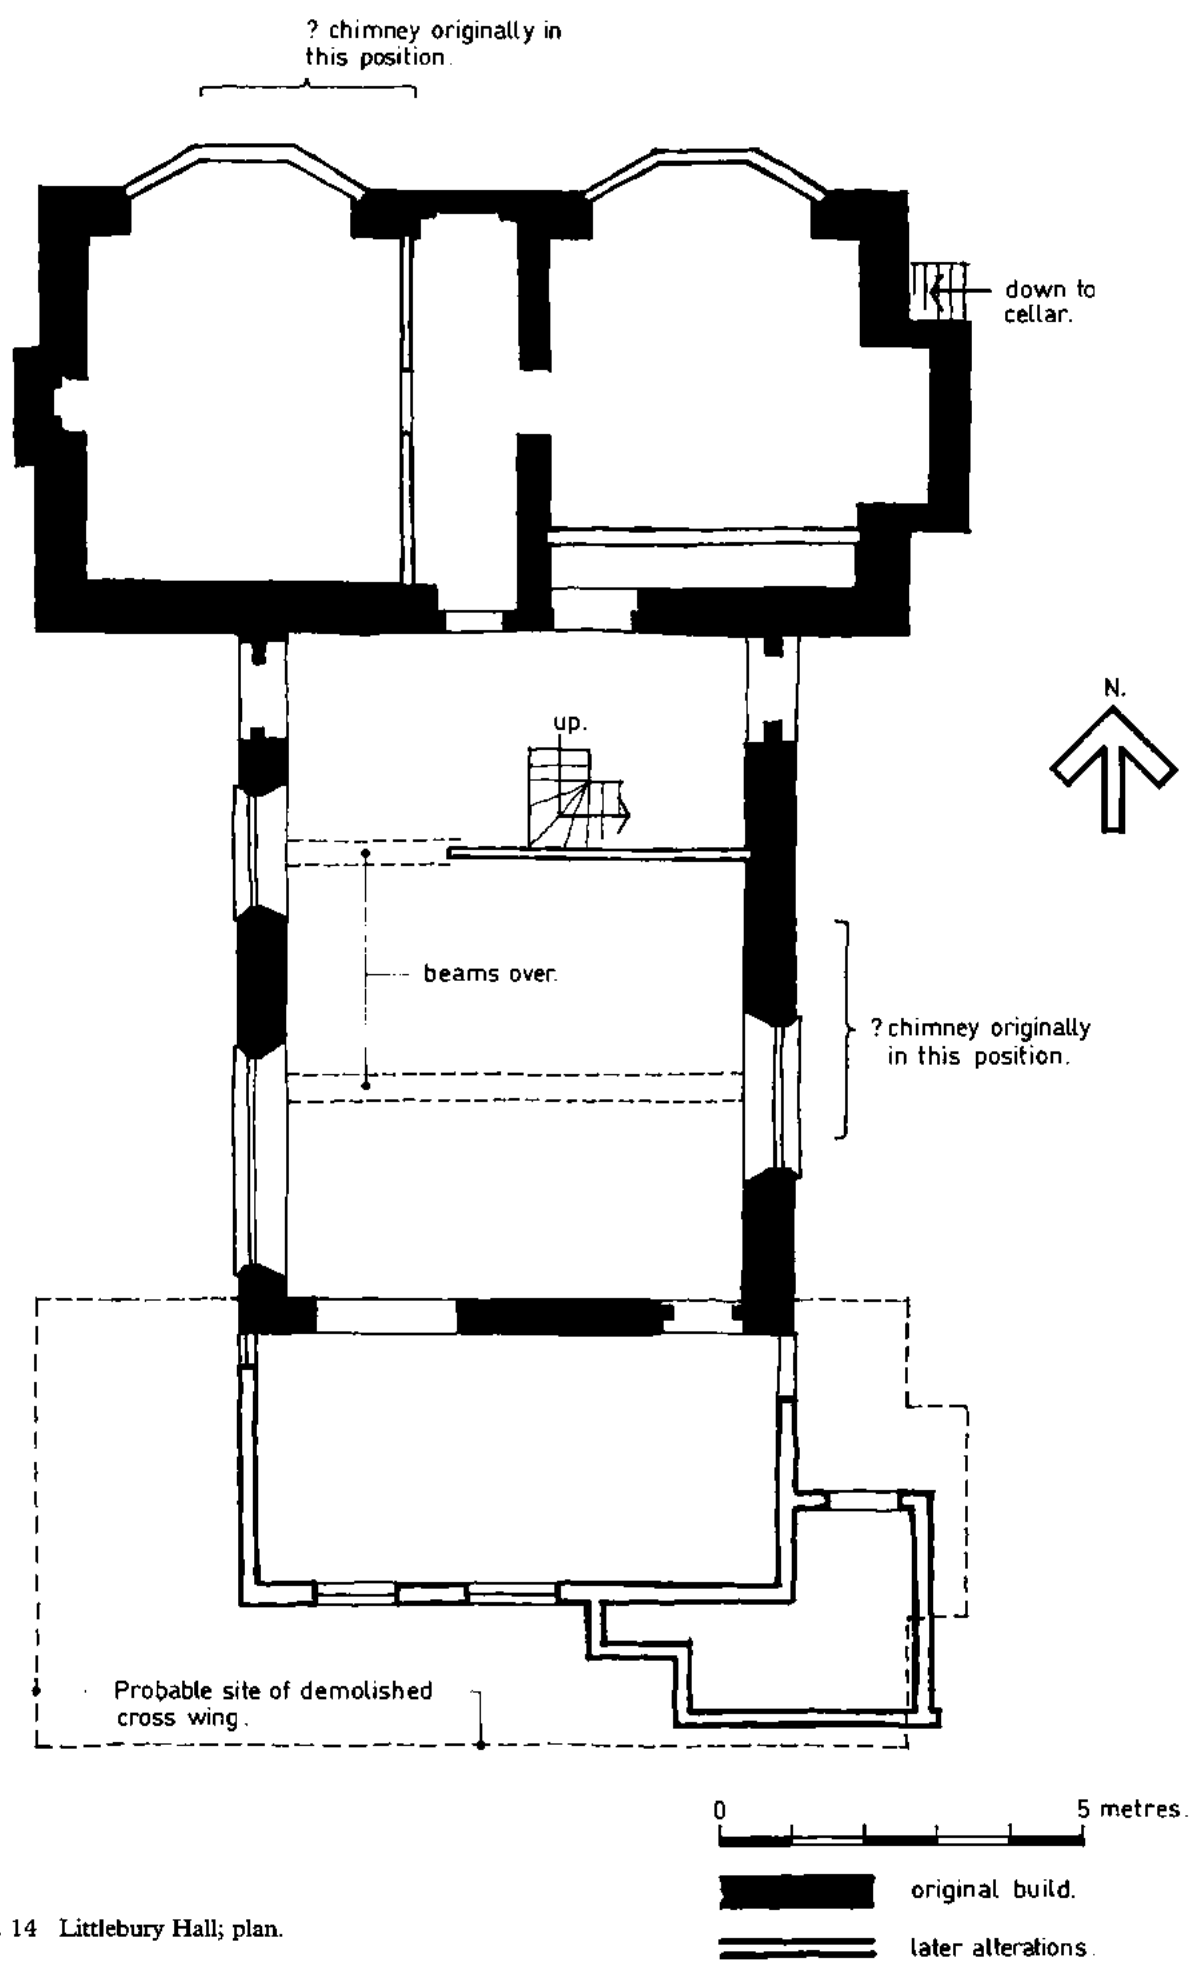 ? chimney originally in
this position.
down to
cellar.
N.
up.
beams over.
? chimney originally
in this position.
Probable site of demolished
cross wing.
0 5 metres.
original build.
. 14 Littlebury Hall; plan.
later alterations.